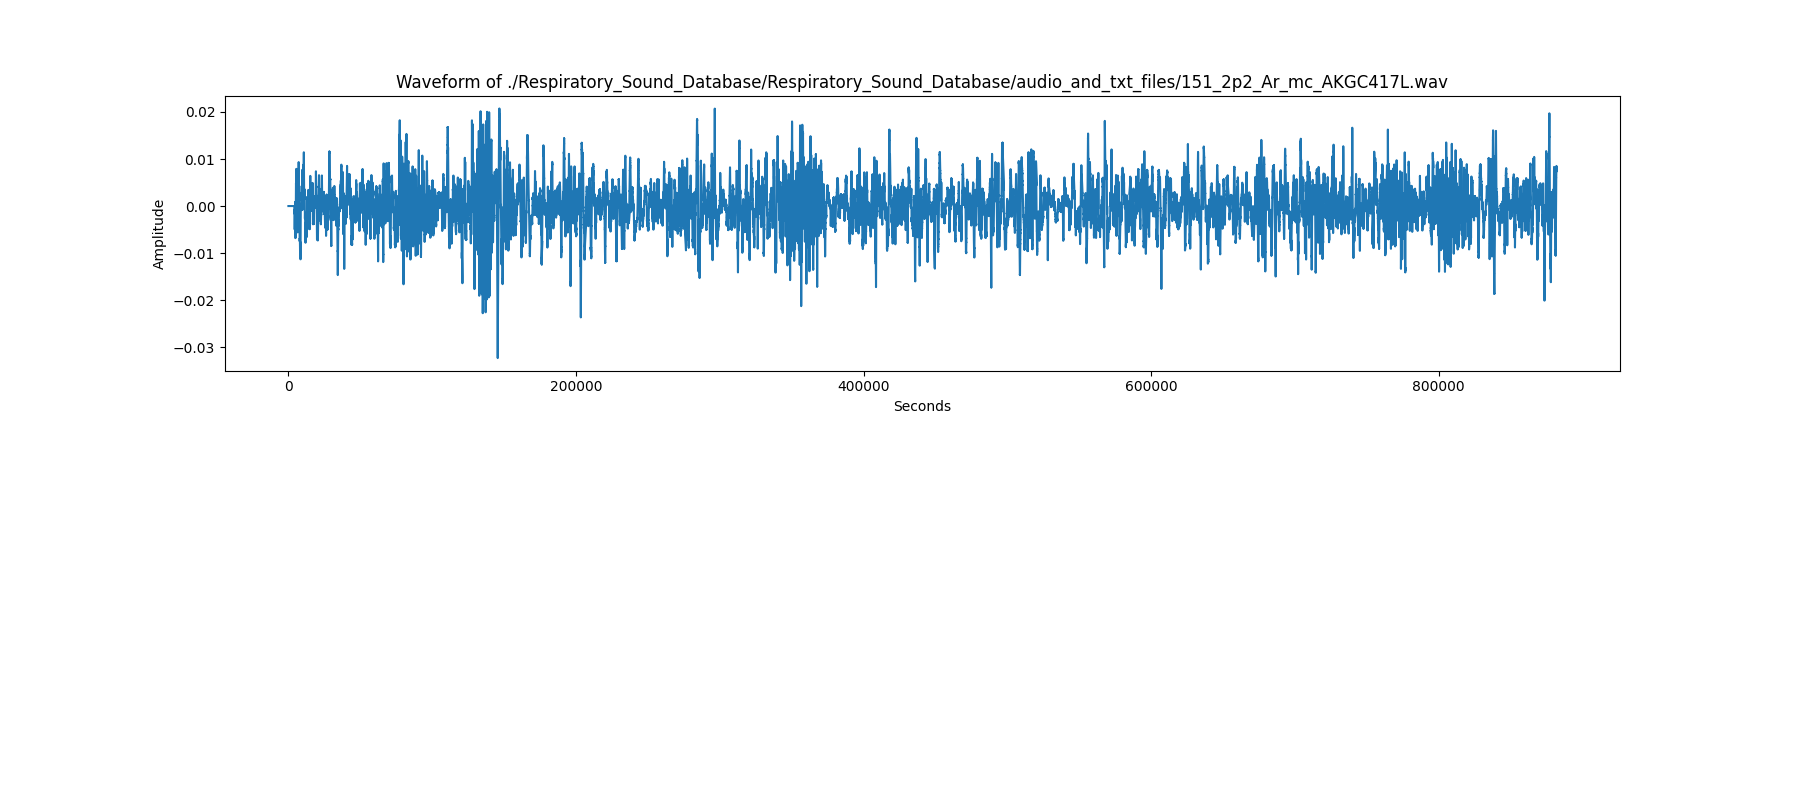 Waveform of ./Respiratory_Sound_Database/Respiratory_Sound_Database/audio_and_txt_files/151_2p2_Ar_mc_AKGC417L.wav
0.02
0.01
0.00
−0.01
−0.02
−0.03
Amplitude
0 200000 400000 600000 800000
Seconds